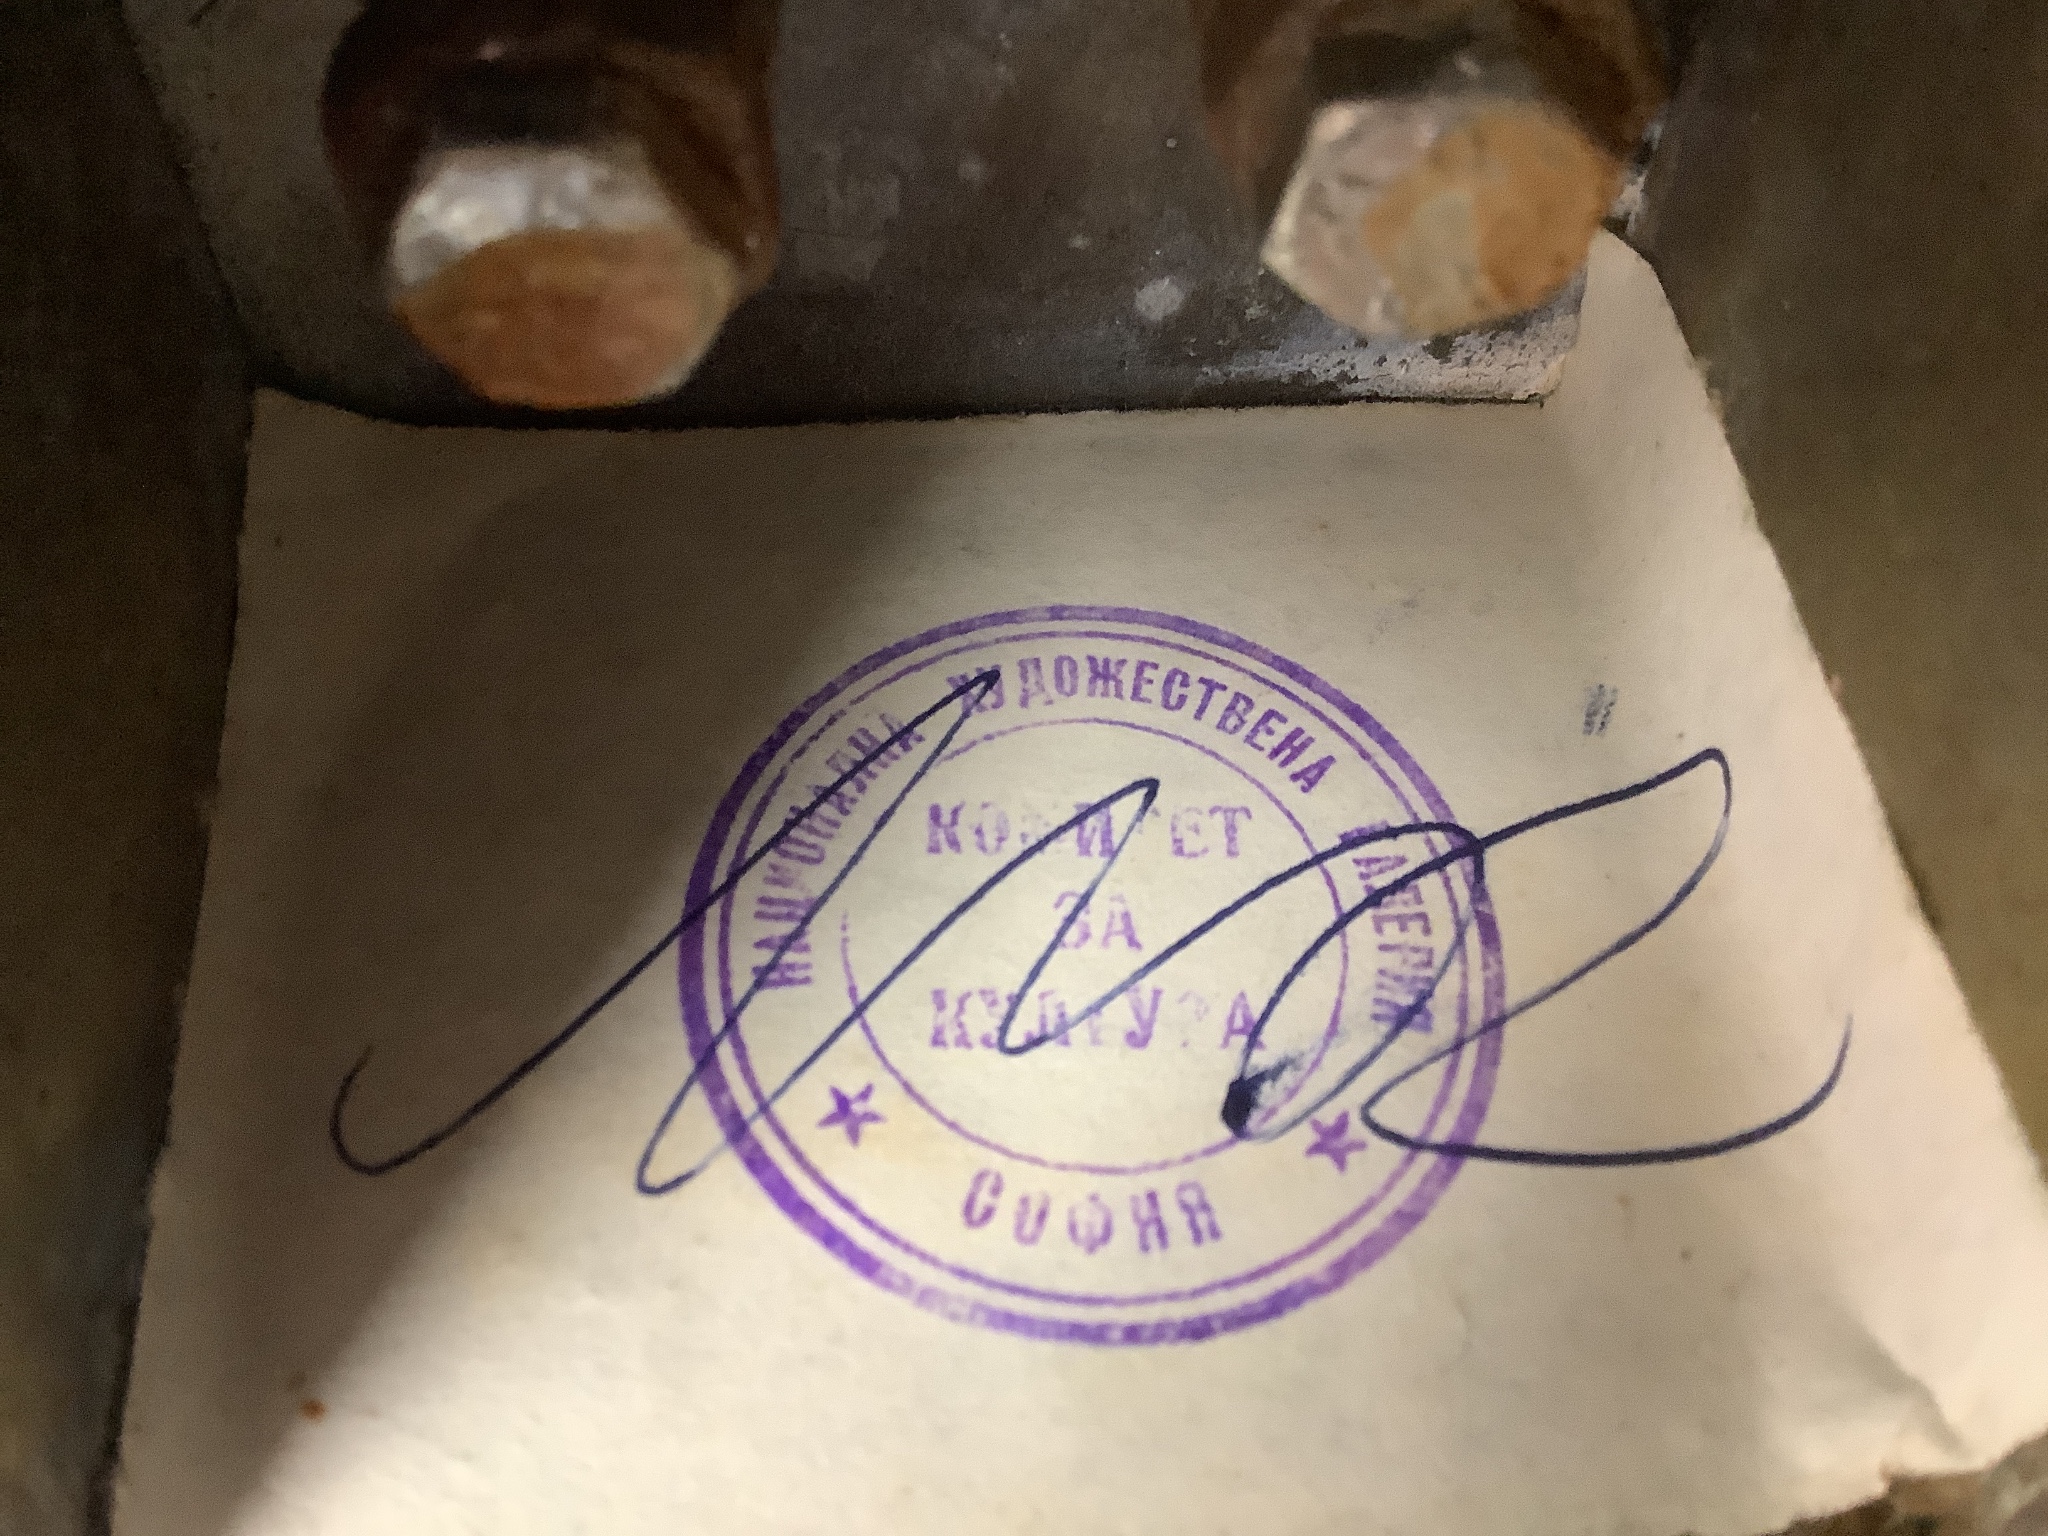 НАЦИОНАЛНА ХУДОЖЕСТВЕНА ГАЛЕРИЯ
КОМИТЕТ
ЗА
КУЛТУРА
СОФИЯ